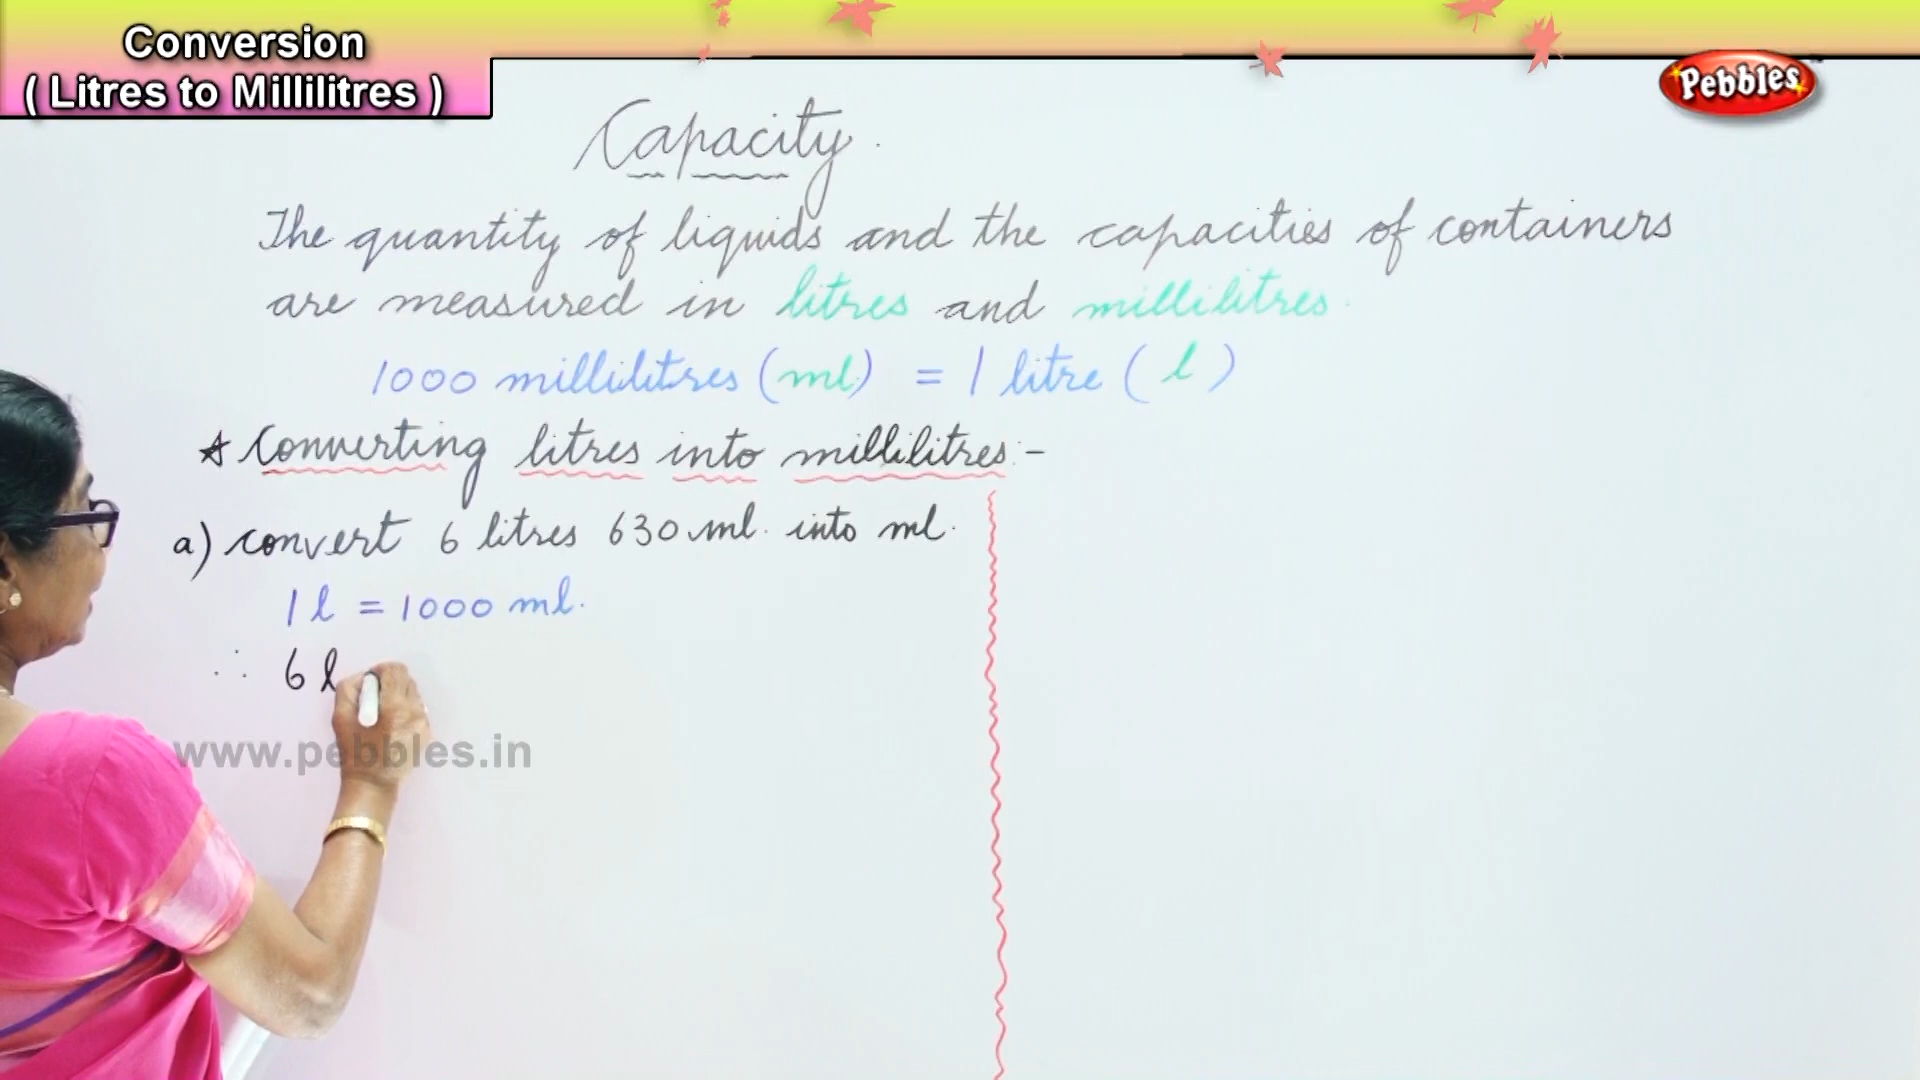 Conversion
( Litres to Millilitres )
Pebbles
Capacity.
The quantity of liquids and the capacities of containers
are measured in litres and millilitres.
1000 millilitres (ml) = 1 litre ( l )
* Converting litres into millilitres:-
a) convert 6 litres 630 ml. into ml.
1 l = 1000 ml.
∴ 6 l
www.pebbles.in